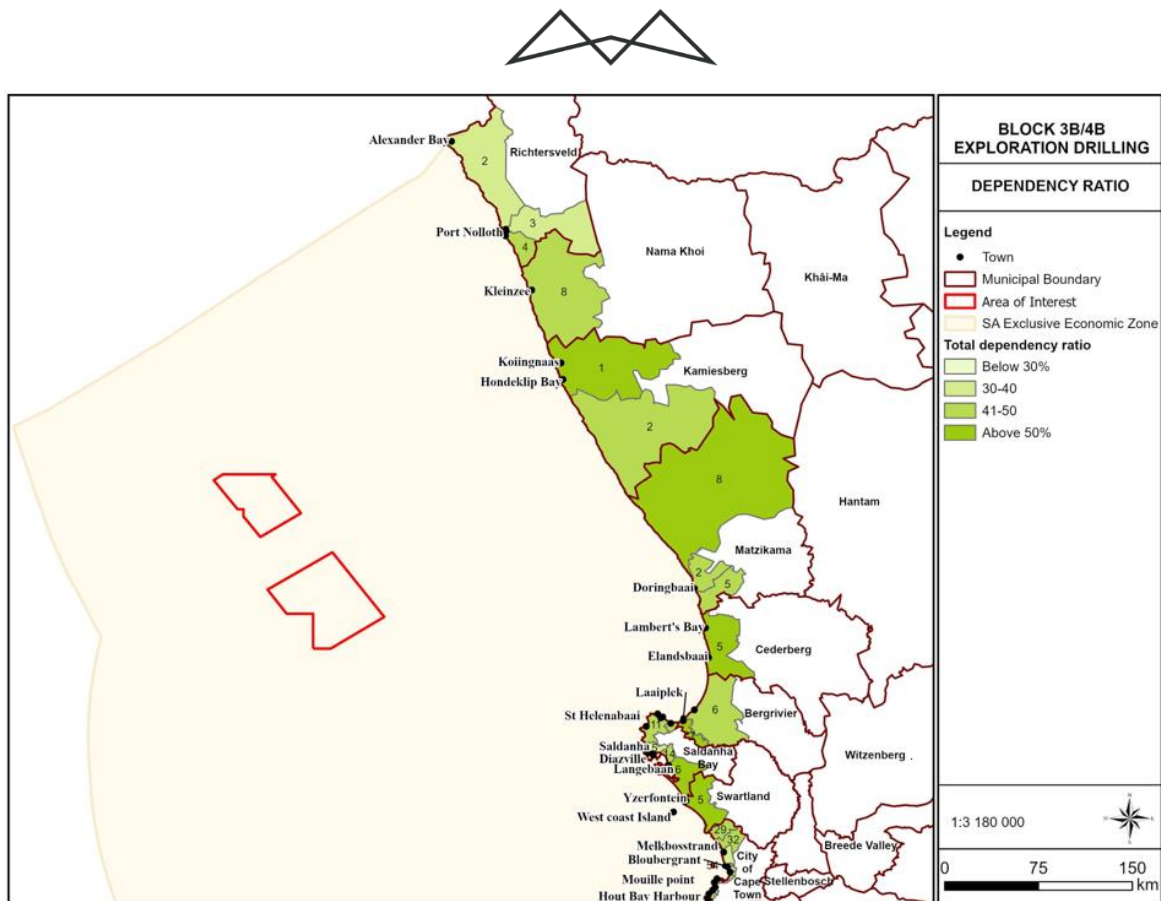 Alexander Bay
2
Richtersveld
3
Port Nolloth
4
Nama Khoi
Khâi-Ma
Kleinzee
8
Koiingnaas
1
Kamiesberg
Hondeklip Bay
2
8
Hantam
Matzikama
2
5
Doringbaai
Lambert's Bay
5
Cederberg
Elandsbaai
Laaiplek
6
Bergrivier
St Helenabaai
11
Saldanha
Saldanha
Bay
Diazville
Langebaan
6
Witzenberg
Yzerfontein
5
Swartland
West coast Island
29
32
Melkbosstrand
Bloubergrant
City
of
Cape
Town
Breede Valley
Mouille point
Stellenbosch
Hout Bay Harbour
BLOCK 3B/4B
EXPLORATION DRILLING
DEPENDENCY RATIO
Legend
Town
Municipal Boundary
Area of Interest
SA Exclusive Economic Zone
Total dependency ratio
Below 30%
30-40
41-50
Above 50%
1:3 180 000
0 75 150
km